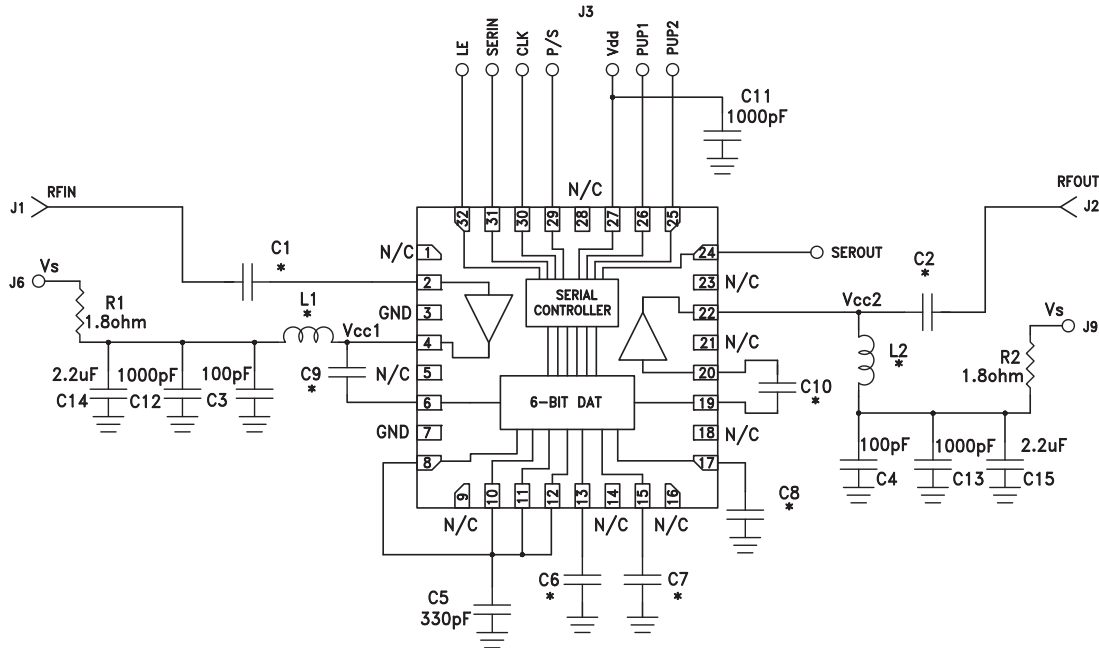 J3
LE
SERIN
CLK
P/S
Vdd
PUP1
PUP2
C11
1000pF
RFIN
J1
RFOUT
J2
N/C
32
31
30
29
28
27
26
25
C1
*
N/C
1
24
SEROUT
C2
*
J6
Vs
2
23
N/C
SERIAL
CONTROLLER
R1
1.8ohm
L1
*
GND
3
22
Vcc2
Vs
J9
Vcc1
4
21
N/C
L2
*
R2
1.8ohm
2.2uF
C14
1000pF
C12
100pF
C3
C9
*
N/C
5
20
C10
*
6
6-BIT DAT
19
GND
7
18
N/C
8
17
100pF
C4
1000pF
C13
2.2uF
C15
9
10
11
12
13
14
15
16
N/C
N/C
N/C
N/C
C8
*
C5
330pF
C6
*
C7
*